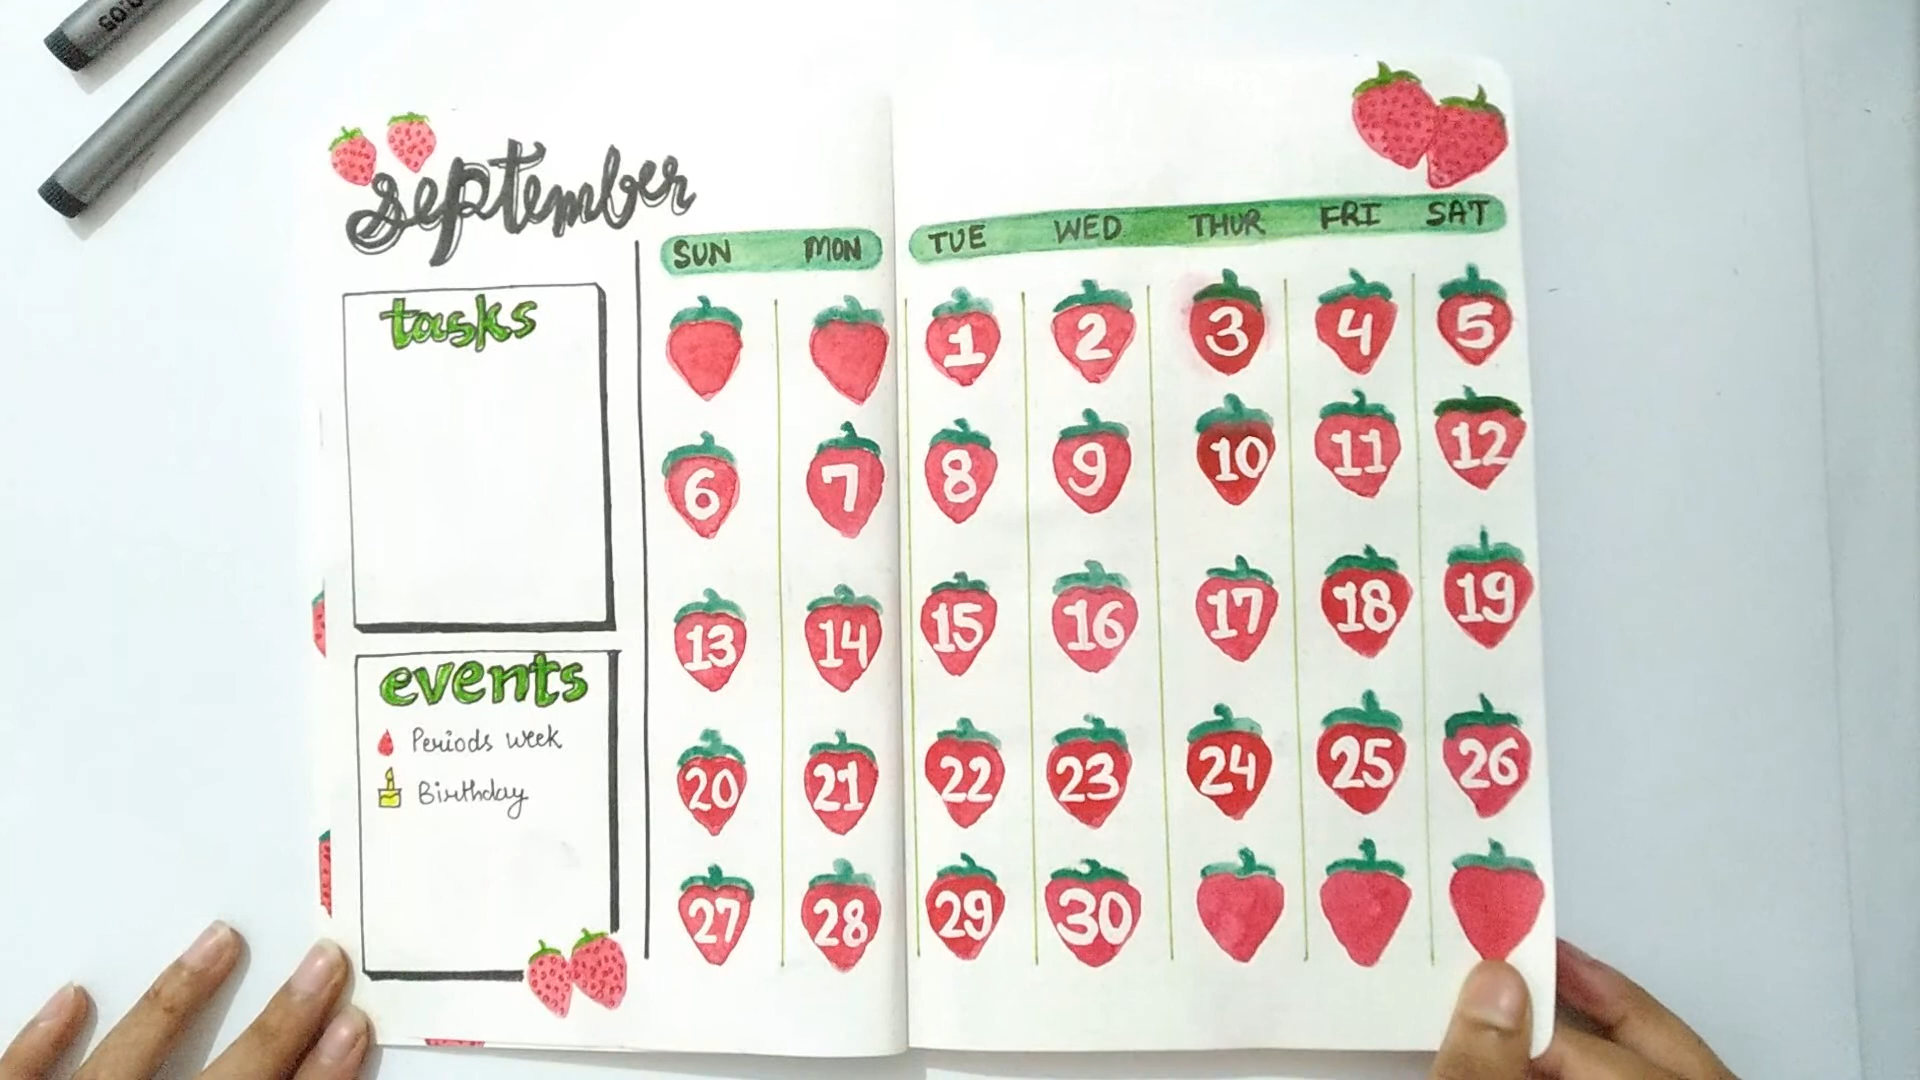 0.05
september
SUN MON TUE WED THUR FRI SAT
tasks
1 2 3 4 5
6 7 8 9 10 11 12
13 14 15 16 17 18 19
events
Periods week
Birthday
20 21 22 23 24 25 26
27 28 29 30